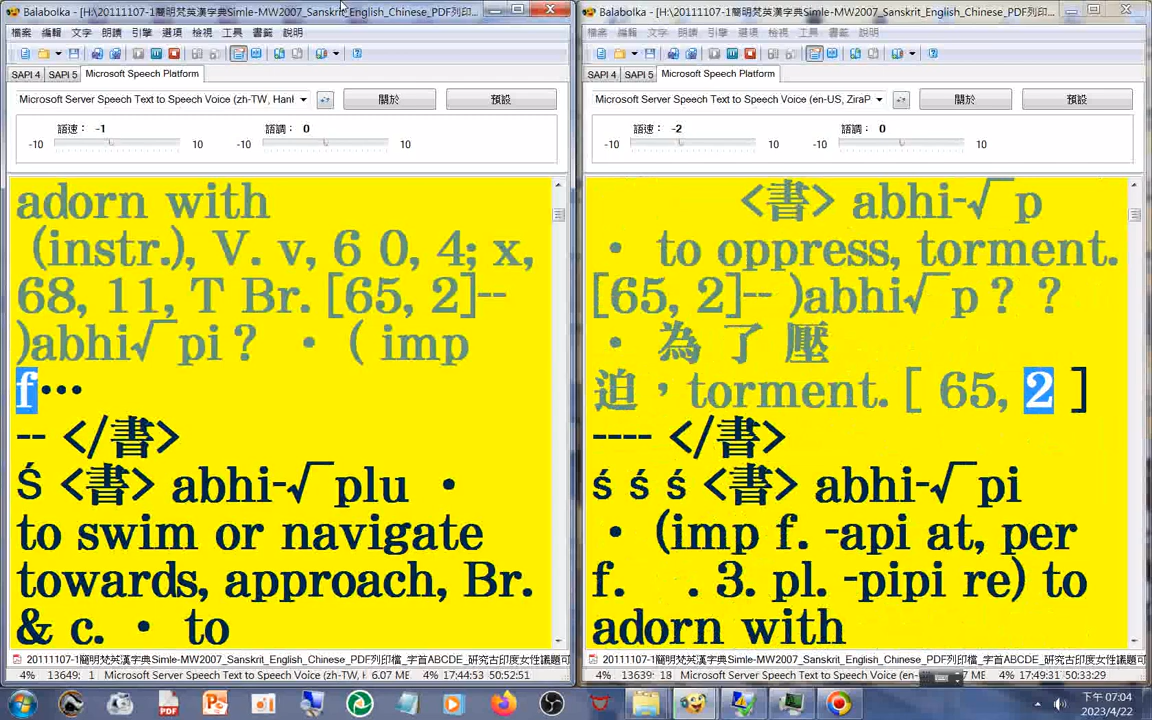 Balabolka - [H:\20111107-1簡明梵英漢字典Simle-MW2007_Sanskrit_English_Chinese_PDF列印...
檔案 編輯 文字 朗讀 引擎 選項 檢視 工具 書籤 說明
SAPI 4 SAPI 5 Microsoft Speech Platform
Microsoft Server Speech Text to Speech Voice (zh-TW, HanH
關於 預設
語速： -1 語調： 0
-10 10 -10 10
adorn with
(instr.), V. v, 6 0, 4; x,
68, 11, T Br. [65, 2]--
)abhi√ pi？ • ( imp
f…
-- </書>
Ś <書> abhi-√ plu •
to swim or navigate
towards, approach, Br.
& c. • to
20111107-1簡明梵英漢字典Simle-MW2007_Sanskrit_English_Chinese_PDF列印檔_字首ABCDE_研究古印度女性議題可
4% 13649: 1 Microsoft Server Speech Text to Speech Voice (zh-TW, H 6.07 MB 4% 17:44:53 50:52:51
Balabolka - [H:\20111107-1簡明梵英漢字典Simle-MW2007_Sanskrit_English_Chinese_PDF列印...
檔案 編輯 文字 朗讀 引擎 選項 檢視 工具 書籤 說明
SAPI 4 SAPI 5 Microsoft Speech Platform
Microsoft Server Speech Text to Speech Voice (en-US, ZiraP
關於 預設
語速： -2 語調： 0
-10 10 -10 10
<書> abhi-√ p
• to oppress, torment.
[65, 2]-- )abhi√ p？？
• 為了壓
迫，torment. [ 65, 2 ]
---- </書>
ś ś ś <書> abhi-√ pi
• (imp f. -api at, per
f. . 3. pl. -pipi re) to
adorn with
20111107-1簡明梵英漢字典Simle-MW2007_Sanskrit_English_Chinese_PDF列印檔_字首ABCDE_研究古印度女性議題可
4% 13639: 18 Microsoft Server Speech Text to Speech Voice (en-us 4% 17:49:31 50:33:29
下午 07:04
2023/4/22